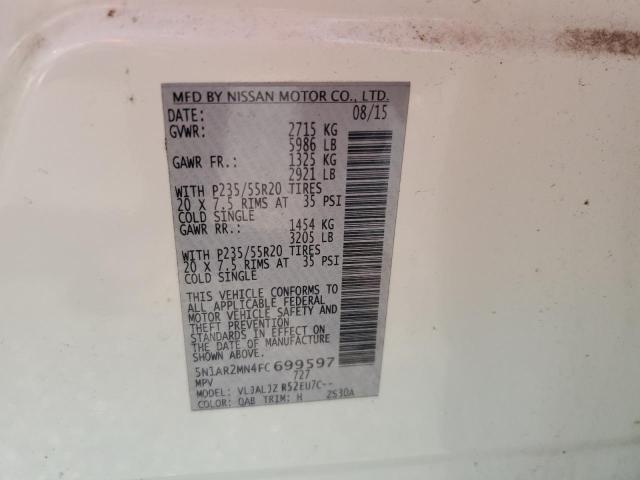 MFD BY NISSAN MOTOR CO., LTD.
DATE: 08/15
GVWR: 2715 KG
5986 LB
GAWR FR.: 1325 KG
2921 LB
WITH P235/55R20 TIRES
20 X 7.5 RIMS AT 35 PSI
COLD SINGLE
GAWR RR.: 1454 KG
3205 LB
WITH P235/55R20 TIRES
20 X 7.5 RIMS AT 35 PSI
COLD SINGLE
THIS VEHICLE CONFORMS TO
ALL APPLICABLE FEDERAL
MOTOR VEHICLE SAFETY AND
THEFT PREVENTION
STANDARDS IN EFFECT ON
THE DATE OF MANUFACTURE
SHOWN ABOVE.
5N1AR2MN4FC699597
MPV 727
MODEL: VLJALJZ R52EU7C--
COLOR: QAB TRIM: H 2S30A